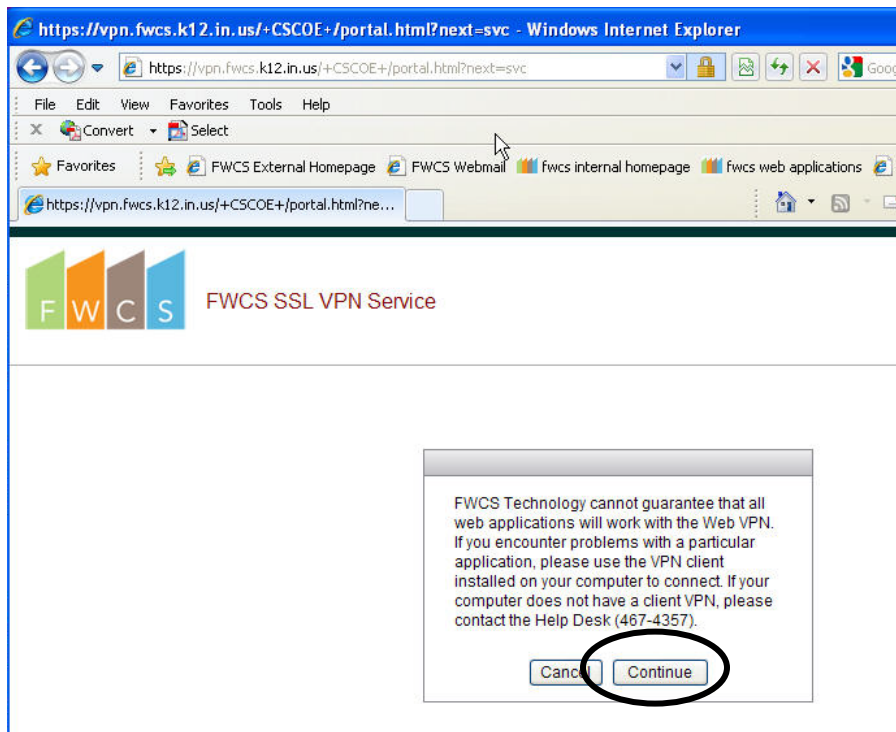 https://vpn.fwcs.k12.in.us/+CSCOE+/portal.html?next=svc - Windows Internet Explorer
https://vpn.fwcs.k12.in.us/+CSCOE+/portal.html?next=svc
File Edit View Favorites Tools Help
Convert Select
Favorites FWCS External Homepage FWCS Webmail fwcs internal homepage fwcs web applications
https://vpn.fwcs.k12.in.us/+CSCOE+/portal.html?ne...
FWCS FWCS SSL VPN Service
FWCS Technology cannot guarantee that all
web applications will work with the Web VPN.
If you encounter problems with a particular
application, please use the VPN client
installed on your computer to connect. If your
computer does not have a client VPN, please
contact the Help Desk (467-4357).
Cancel Continue